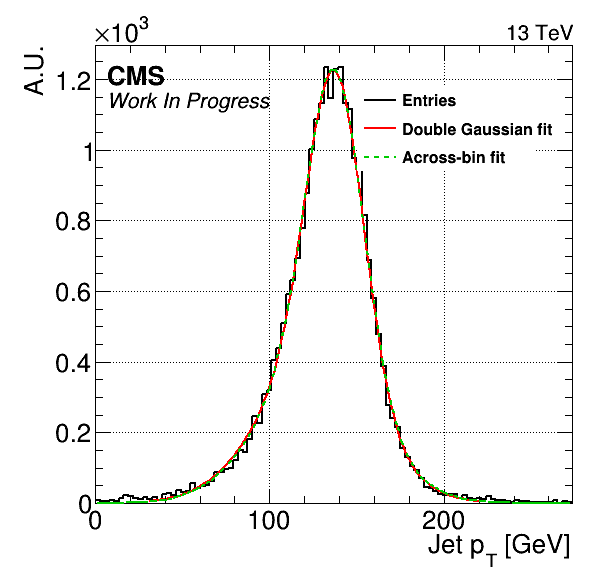 ×10³ 13 TeV
A.U.
CMS
Work In Progress
Entries
Double Gaussian fit
Across-bin fit
1.2
1
0.8
0.6
0.4
0.2
0
0 100 200
Jet p_T [GeV]